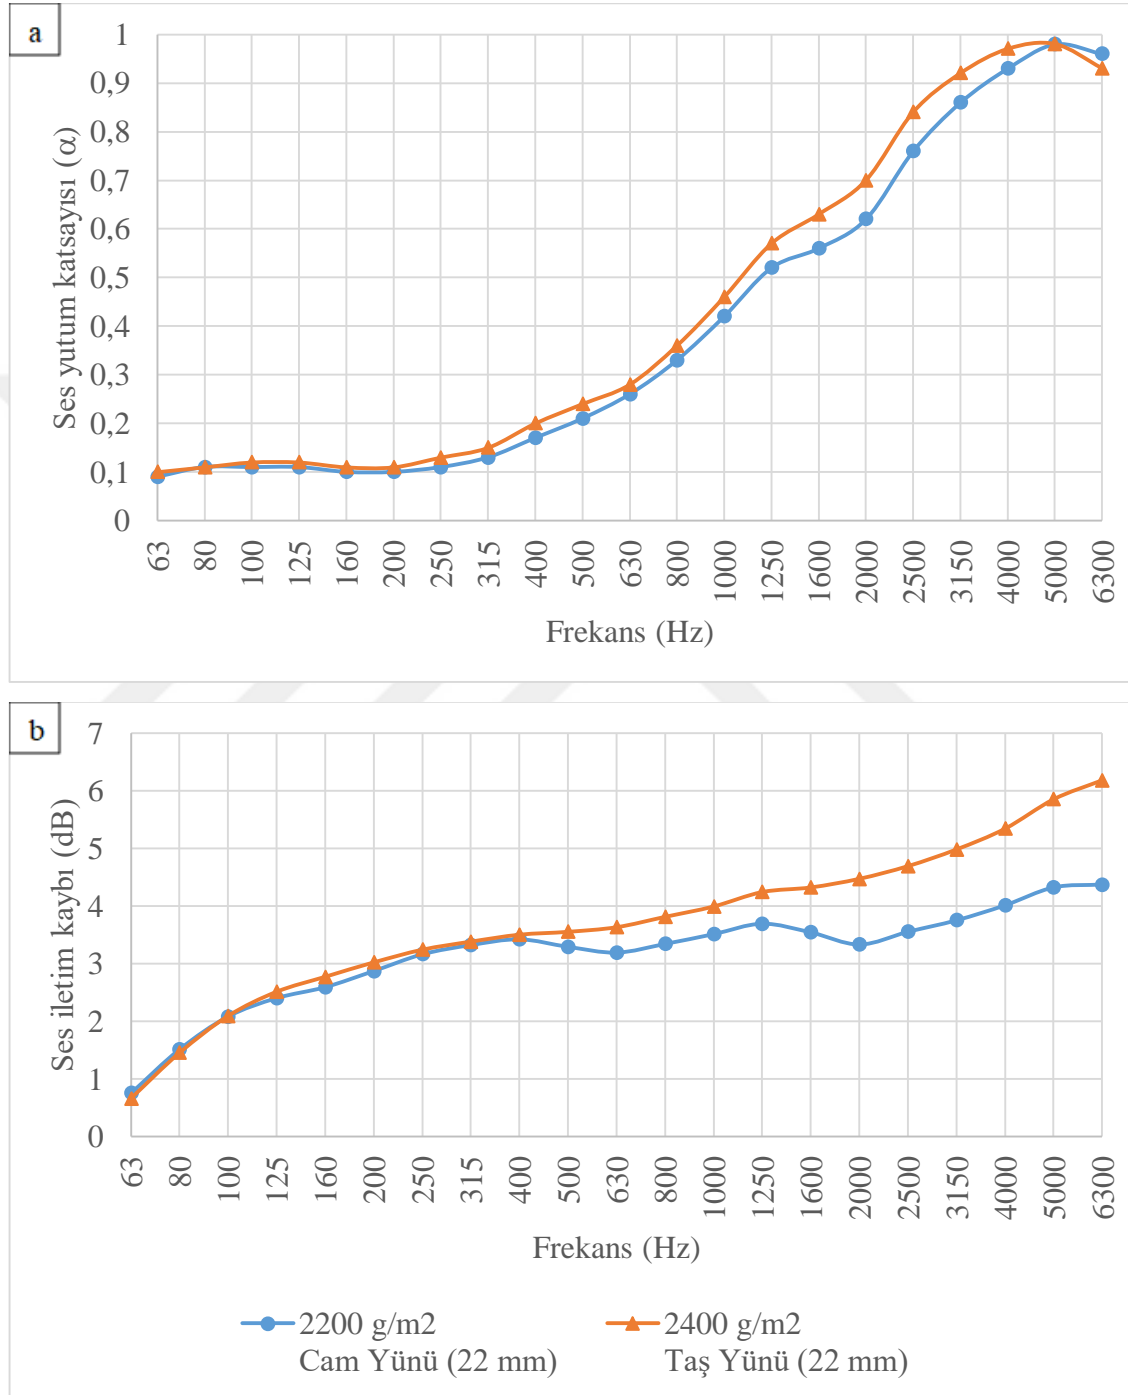 a
Ses yutum katsayısı (α)
1
0,9
0,8
0,7
0,6
0,5
0,4
0,3
0,2
0,1
0
63 80 100 125 160 200 250 315 400 500 630 800 1000 1250 1600 2000 2500 3150 4000 5000 6300
Frekans (Hz)
b
Ses iletim kaybı (dB)
7
6
5
4
3
2
1
0
63 80 100 125 160 200 250 315 400 500 630 800 1000 1250 1600 2000 2500 3150 4000 5000 6300
Frekans (Hz)
2200 g/m2
Cam Yünü (22 mm)
2400 g/m2
Taş Yünü (22 mm)